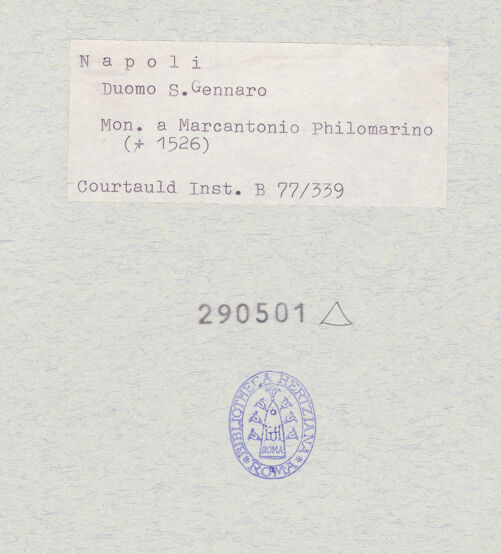 N a p o l i
Duomo S.Gennaro
Mon. a Marcantonio Philomarino
(* 1526)
Courtauld Inst. B 77/339
290501
BIBLIOTHECA HERTZIANA
ROMA
* ROMA *